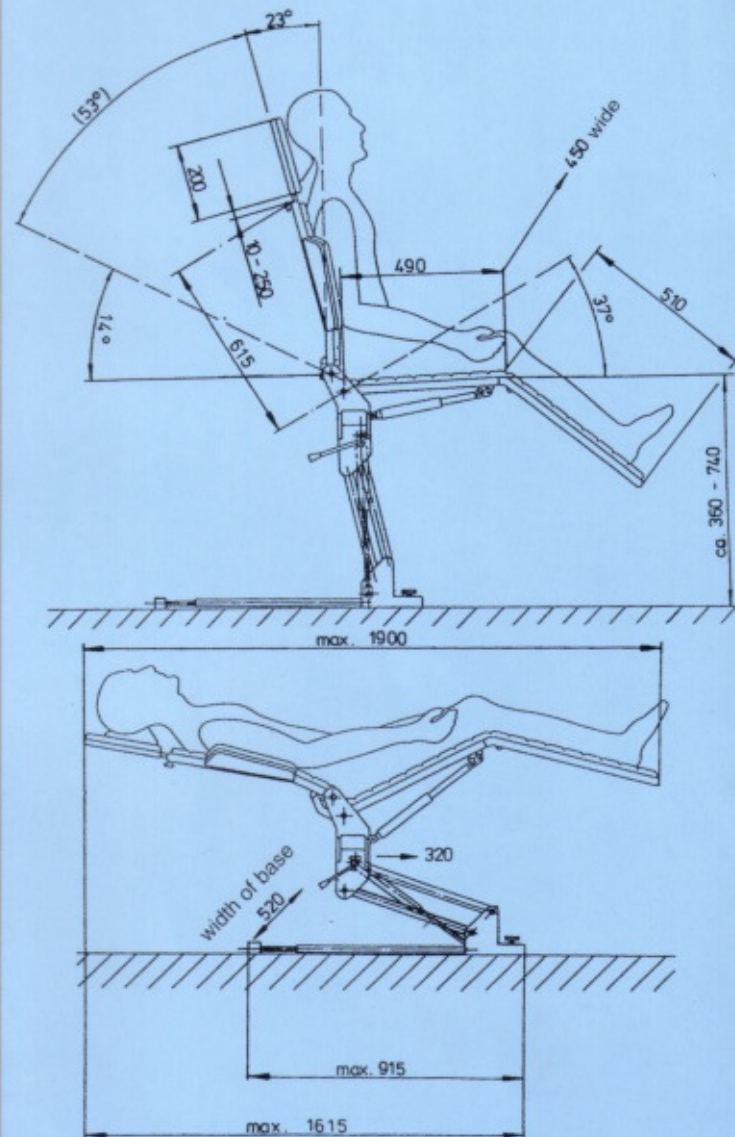 23°
(53°)
200
10 - 250
615
14°
490
450 wide
37°
510
ca. 360 - 740
max. 1900
320
width of base
520
max. 915
max. 1615